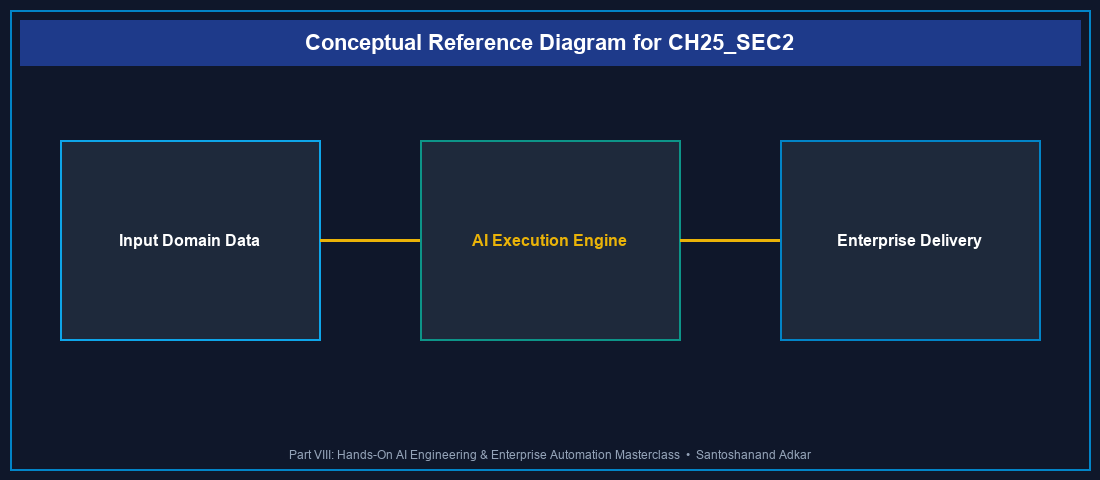 Conceptual Reference Diagram for CH25_SEC2
Input Domain Data
AI Execution Engine
Enterprise Delivery
Part VIII: Hands-On AI Engineering & Enterprise Automation Masterclass • Santoshanand Adkar